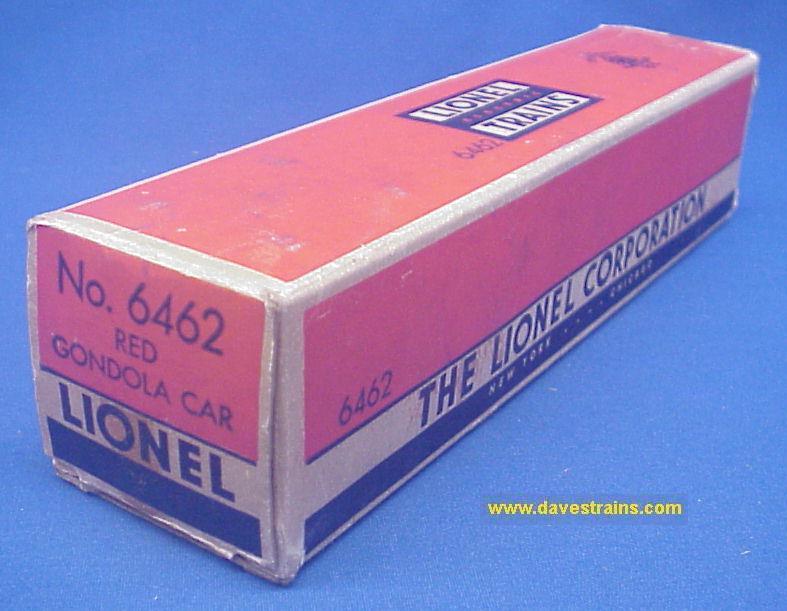 LIONEL
TRAINS
6462
No. 6462
RED
GONDOLA CAR
LIONEL
6462
THE LIONEL CORPORATION
NEW YORK · · · · CHICAGO
www.davestrains.com